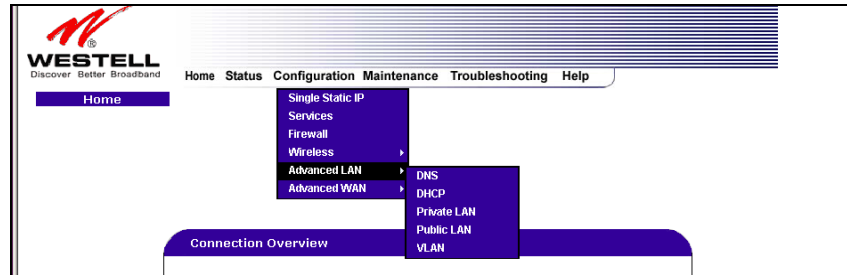 ®
WESTELL
Discover Better Broadband
Home Status Configuration Maintenance Troubleshooting Help
Home
Single Static IP
Services
Firewall
Wireless
Advanced LAN
Advanced WAN
DNS
DHCP
Private LAN
Public LAN
VLAN
Connection Overview